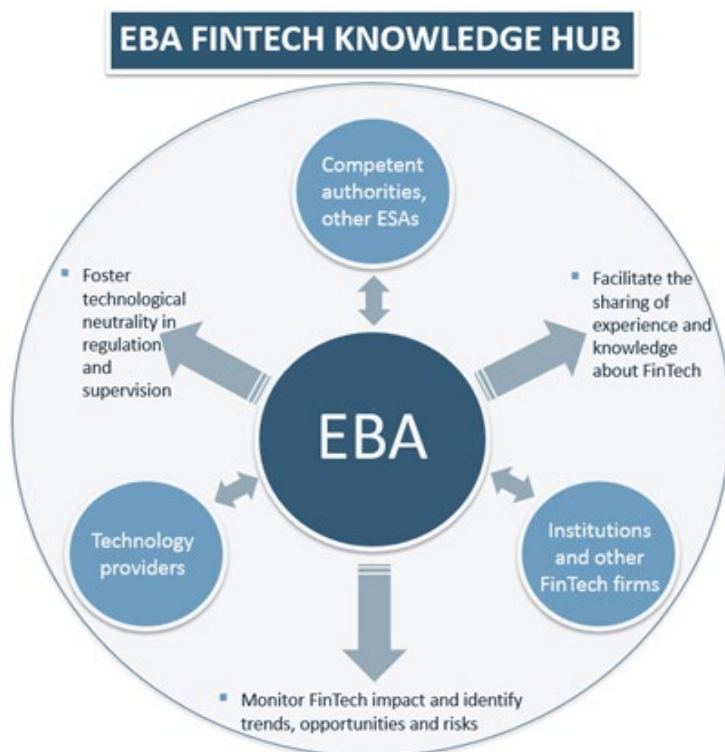 EBA FINTECH KNOWLEDGE HUB
Competent
authorities,
other ESAs
▪ Foster
technological
neutrality in
regulation
and
supervision
▪ Facilitate the
sharing of
experience and
knowledge
about FinTech
EBA
Technology
providers
Institutions
and other
FinTech firms
▪ Monitor FinTech impact and identify
trends, opportunities and risks